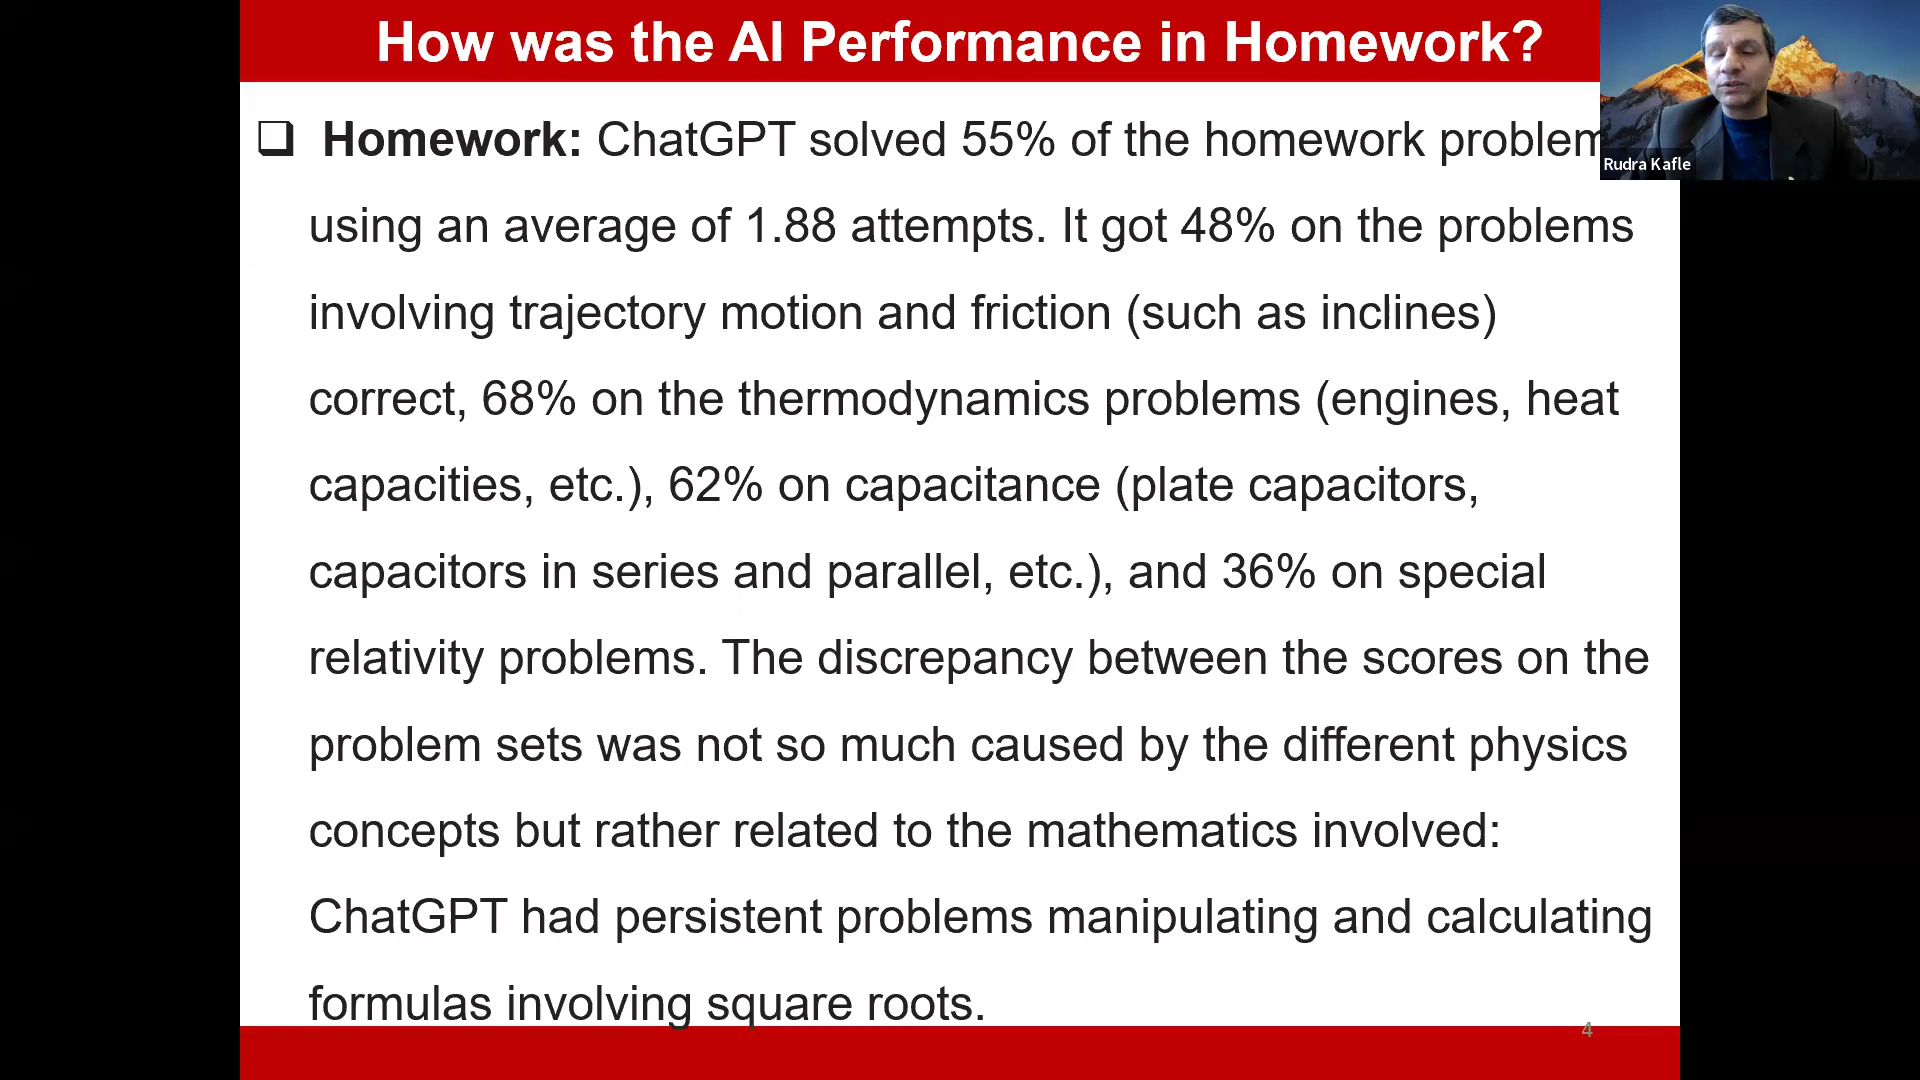 How was the AI Performance in Homework?
Homework: ChatGPT solved 55% of the homework problem
using an average of 1.88 attempts. It got 48% on the problems
involving trajectory motion and friction (such as inclines)
correct, 68% on the thermodynamics problems (engines, heat
capacities, etc.), 62% on capacitance (plate capacitors,
capacitors in series and parallel, etc.), and 36% on special
relativity problems. The discrepancy between the scores on the
problem sets was not so much caused by the different physics
concepts but rather related to the mathematics involved:
ChatGPT had persistent problems manipulating and calculating
formulas involving square roots.
4
Rudra Kafle